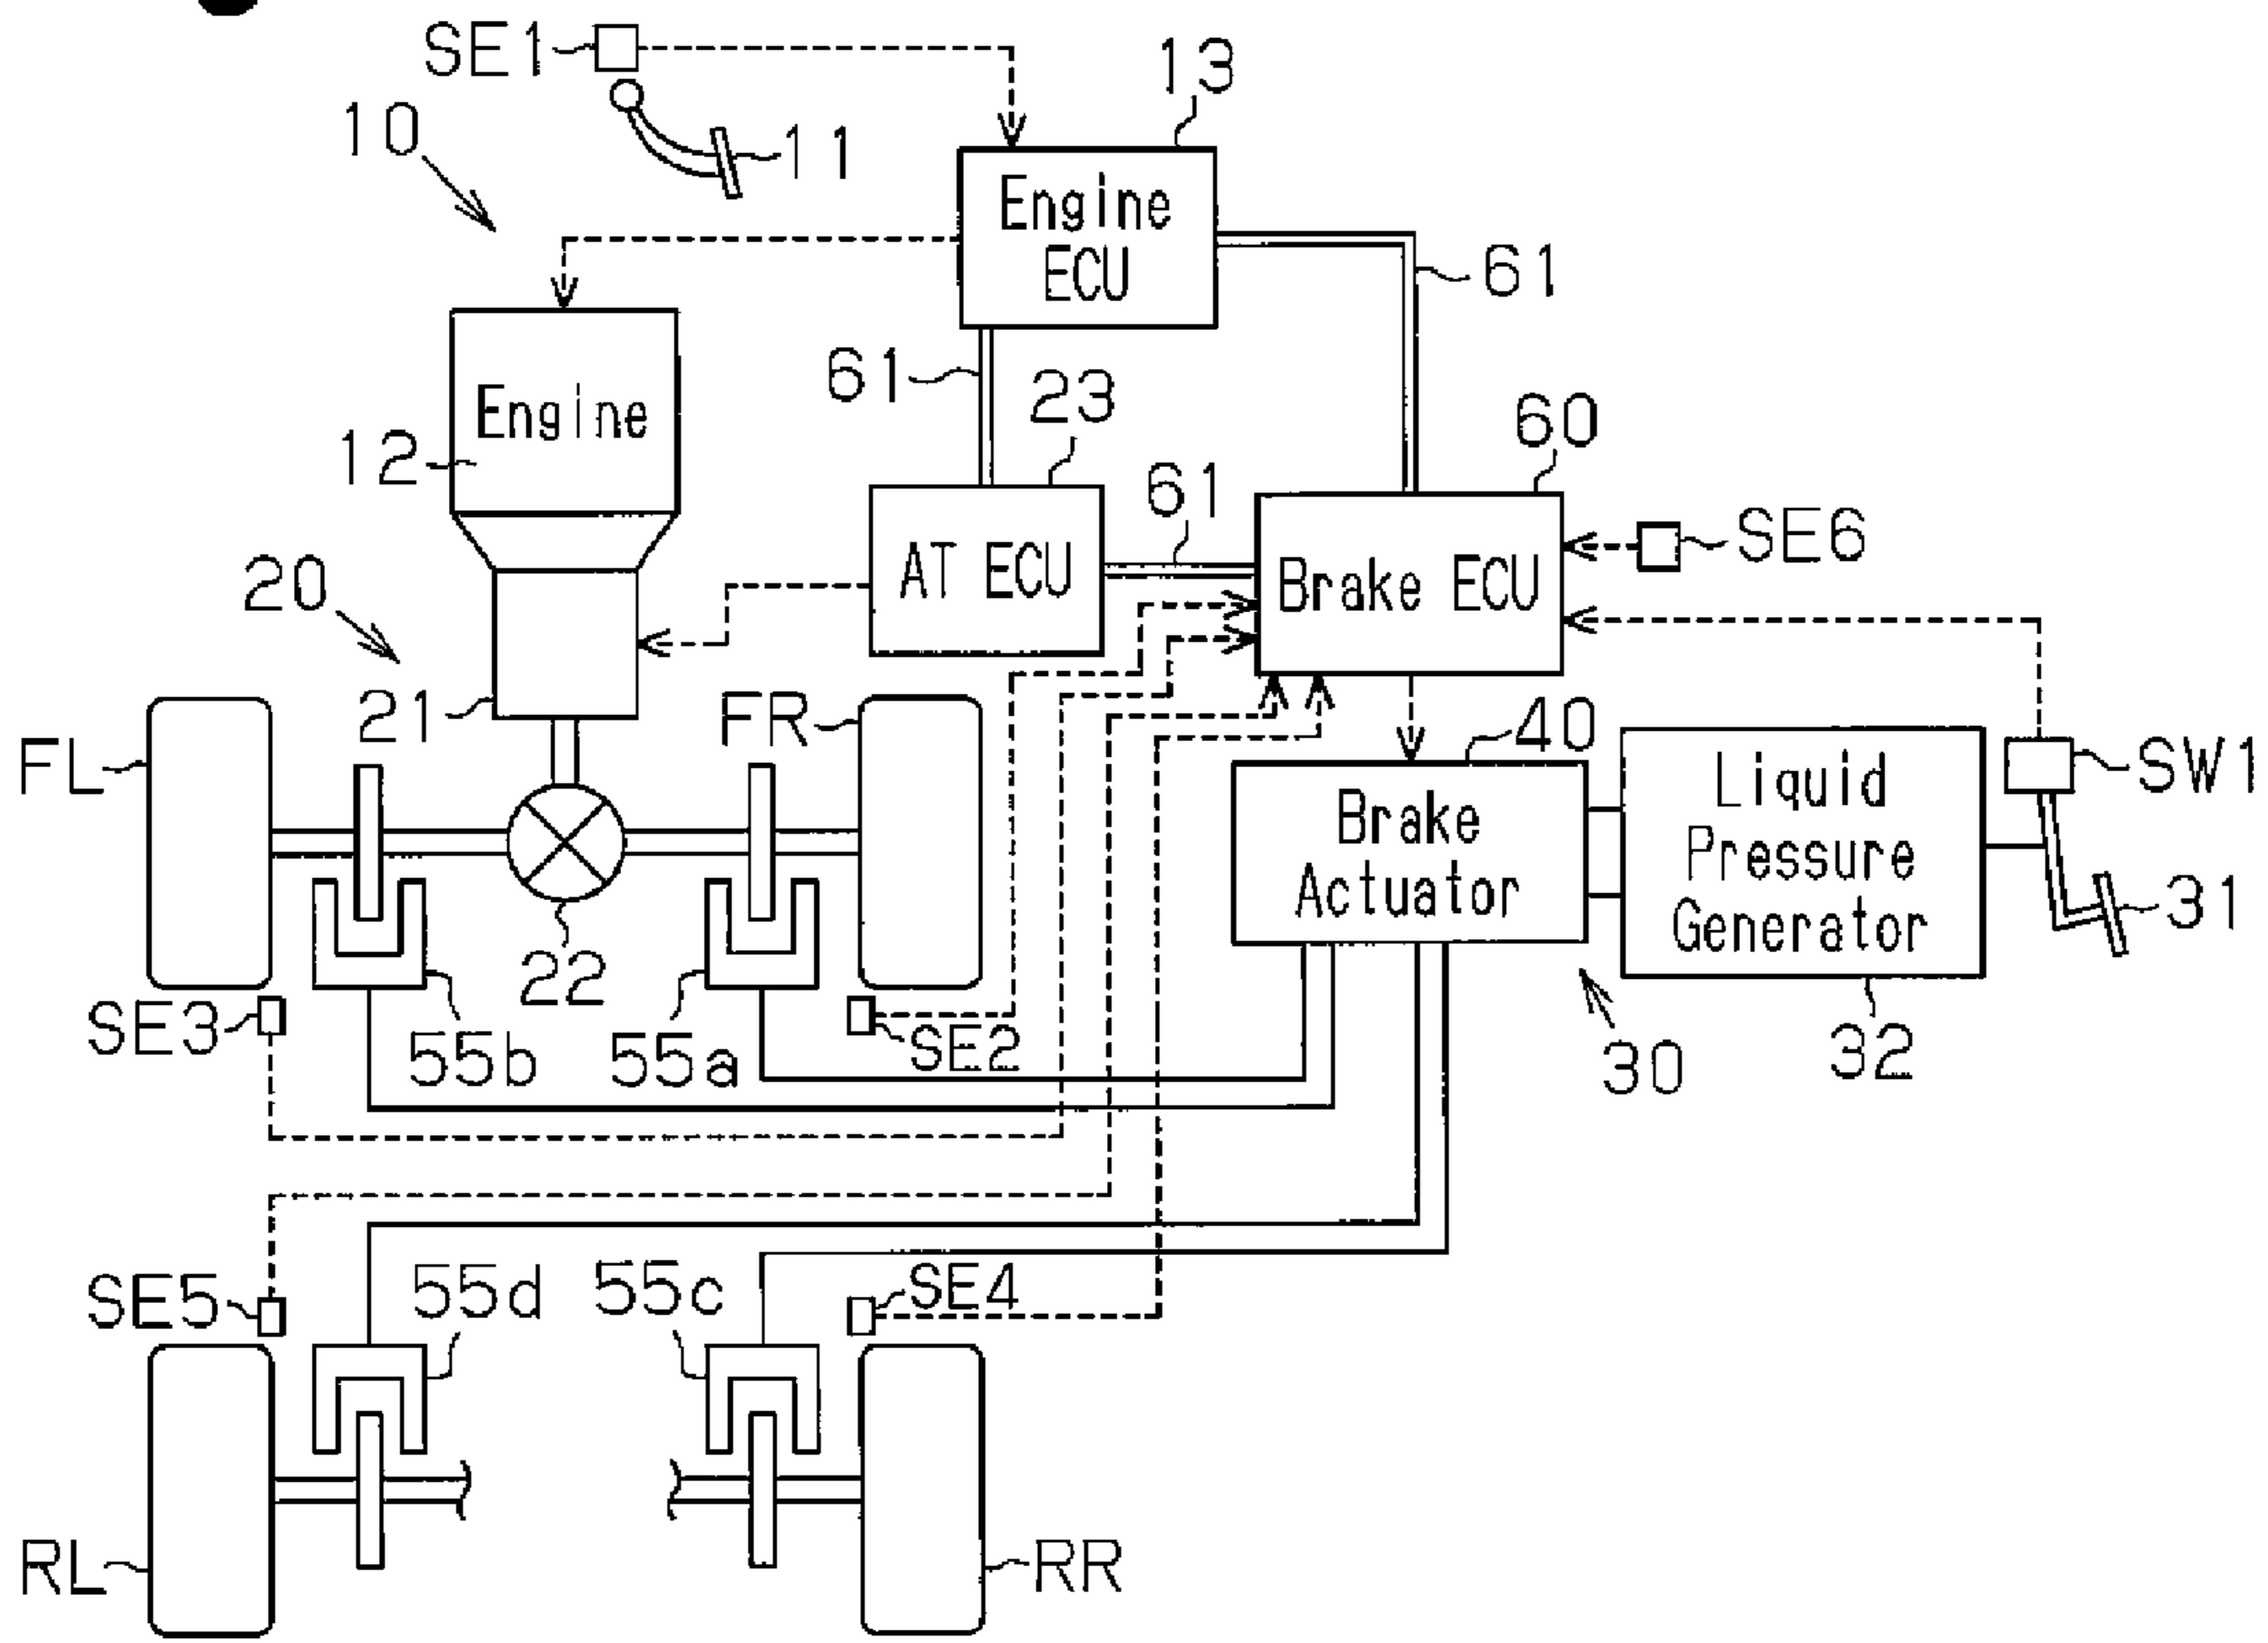 SE1
13
10
11
Engine
ECU
61
61
23
Engine
12
60
61
SE6
AT ECU
Brake ECU
20
21
FR
40
FL
SW1
Liquid
Pressure
Generator
Brake
Actuator
31
22
SE3
55b
55a
SE2
30
32
SE5
55d
55c
SE4
RL
RR